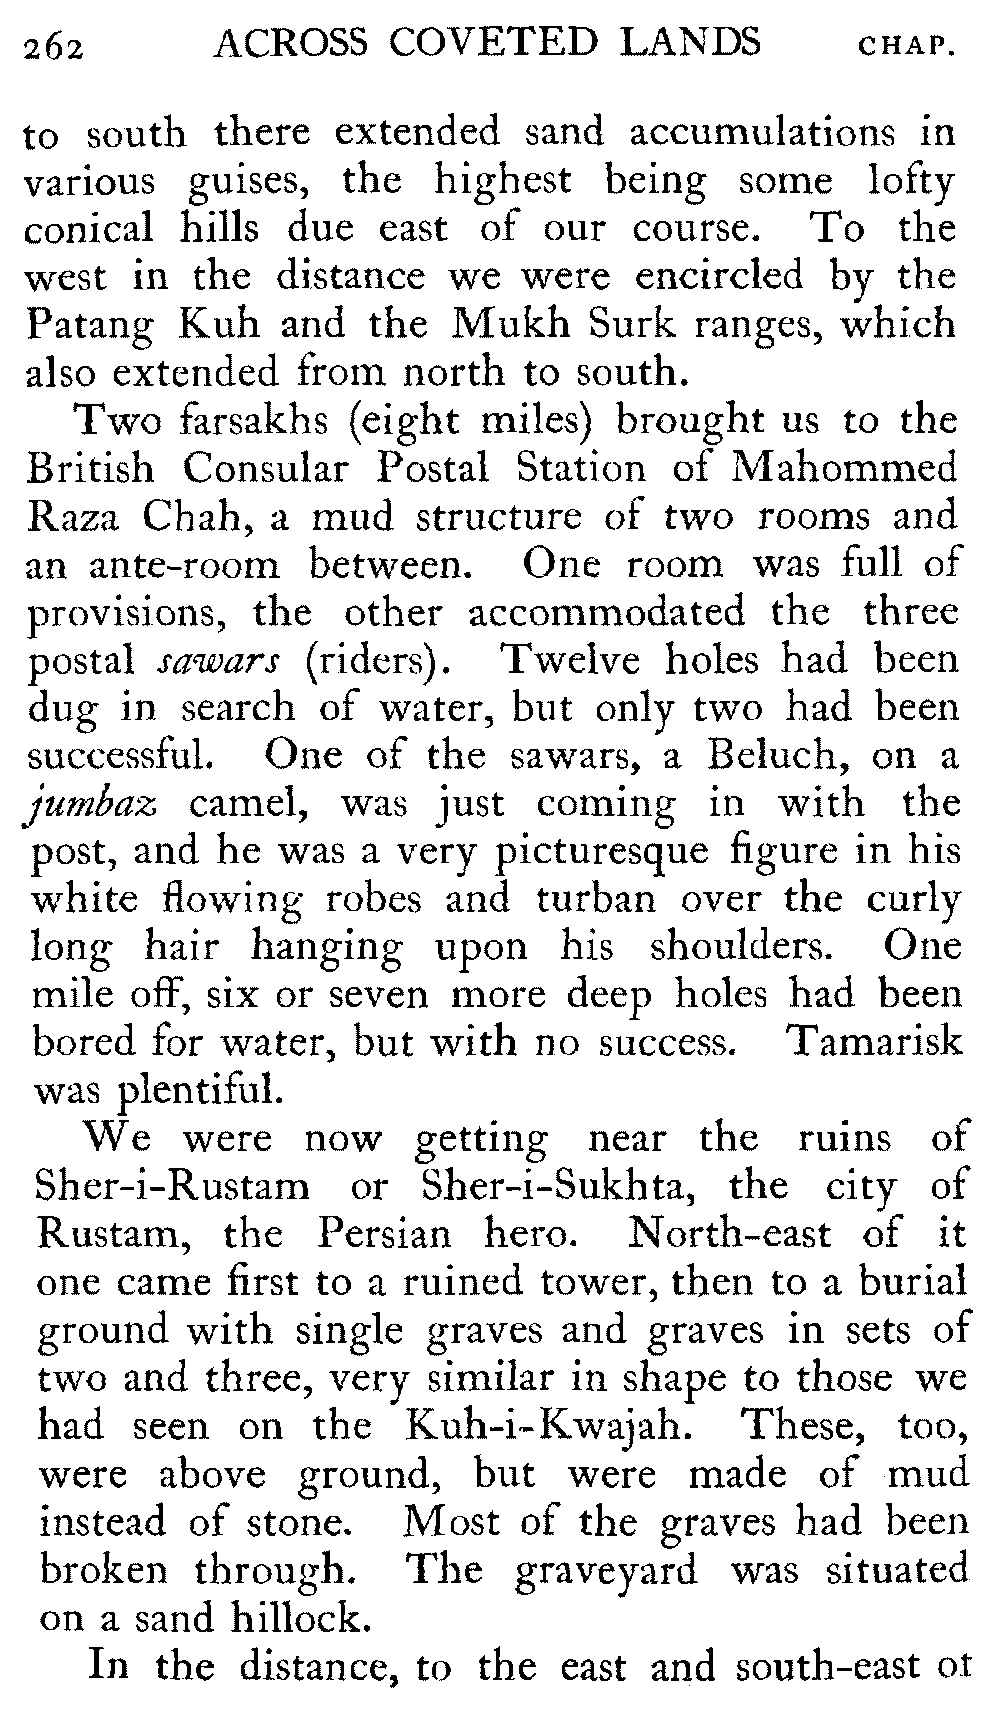 262 ACROSS COVETED LANDS CHAP.
to south there extended sand accumulations in
various guises, the highest being some lofty
conical hills due east of our course. To the
west in the distance we were encircled by the
Patang Kuh and the Mukh Surk ranges, which
also extended from north to south.
Two farsakhs (eight miles) brought us to the
British Consular Postal Station of Mahommed
Raza Chah, a mud structure of two rooms and
an ante-room between. One room was full of
provisions, the other accommodated the three
postal sawars (riders). Twelve holes had been
dug in search of water, but only two had been
successful. One of the sawars, a Beluch, on a
jumbaz camel, was just coming in with the
post, and he was a very picturesque figure in his
white flowing robes and turban over the curly
long hair hanging upon his shoulders. One
mile off, six or seven more deep holes had been
bored for water, but with no success. Tamarisk
was plentiful.
We were now getting near the ruins of
Sher-i-Rustam or Sher-i-Sukhta, the city of
Rustam, the Persian hero. North-east of it
one came first to a ruined tower, then to a burial
ground with single graves and graves in sets of
two and three, very similar in shape to those we
had seen on the Kuh-i-Kwajah. These, too,
were above ground, but were made of mud
instead of stone. Most of the graves had been
broken through. The graveyard was situated
on a sand hillock.
In the distance, to the east and south-east of